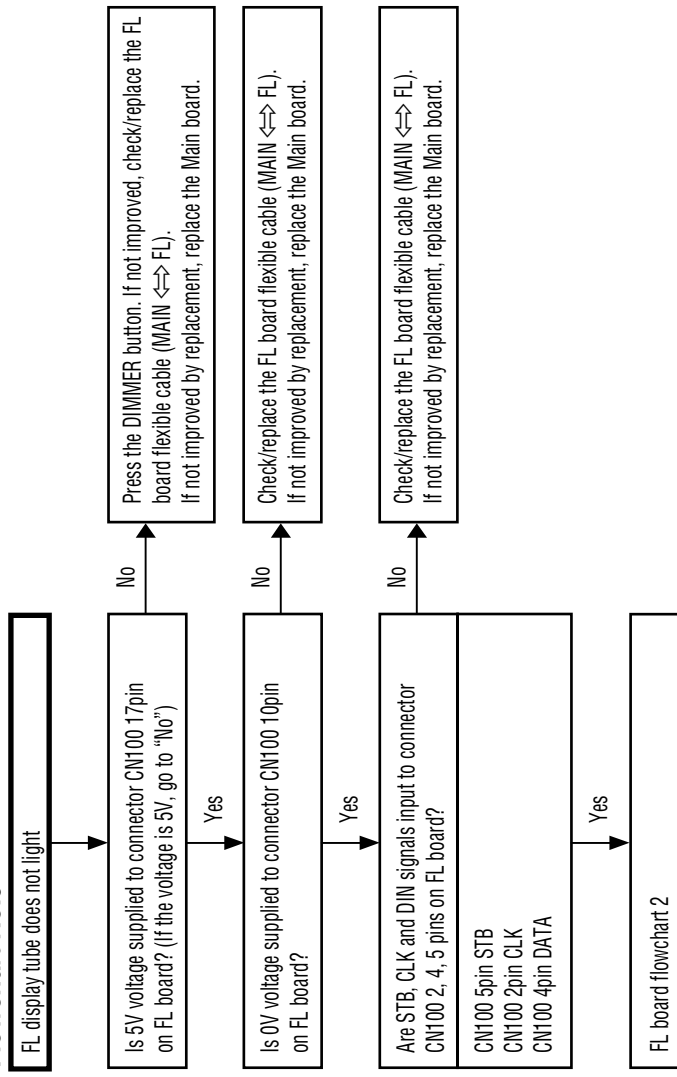 FL display tube does not light
Is 5V voltage supplied to connector CN100 17pin
on FL board? (If the voltage is 5V, go to “No”)
No
Press the DIMMER button. If not improved, check/replace the FL
board flexible cable (MAIN ⇔ FL).
If not improved by replacement, replace the Main board.
Yes
Is 0V voltage supplied to connector CN100 10pin
on FL board?
No
Check/replace the FL board flexible cable (MAIN ⇔ FL).
If not improved by replacement, replace the Main board.
Yes
Are STB, CLK and DIN signals input to connector
CN100 2, 4, 5 pins on FL board?
CN100 5pin STB
CN100 2pin CLK
CN100 4pin DATA
No
Check/replace the FL board flexible cable (MAIN ⇔ FL).
If not improved by replacement, replace the Main board.
Yes
FL board flowchart 2